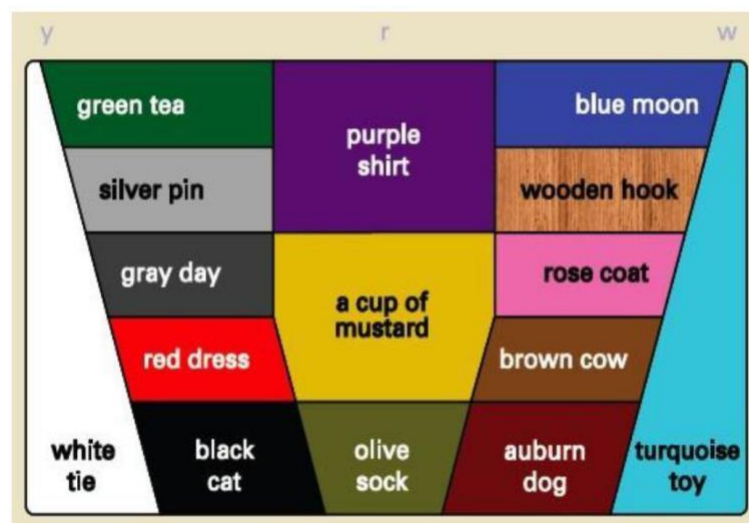 y r w
green tea
purple
shirt
blue moon
silver pin
wooden hook
gray day
a cup of
mustard
rose coat
red dress
brown cow
white
tie
black
cat
olive
sock
auburn
dog
turquoise
toy